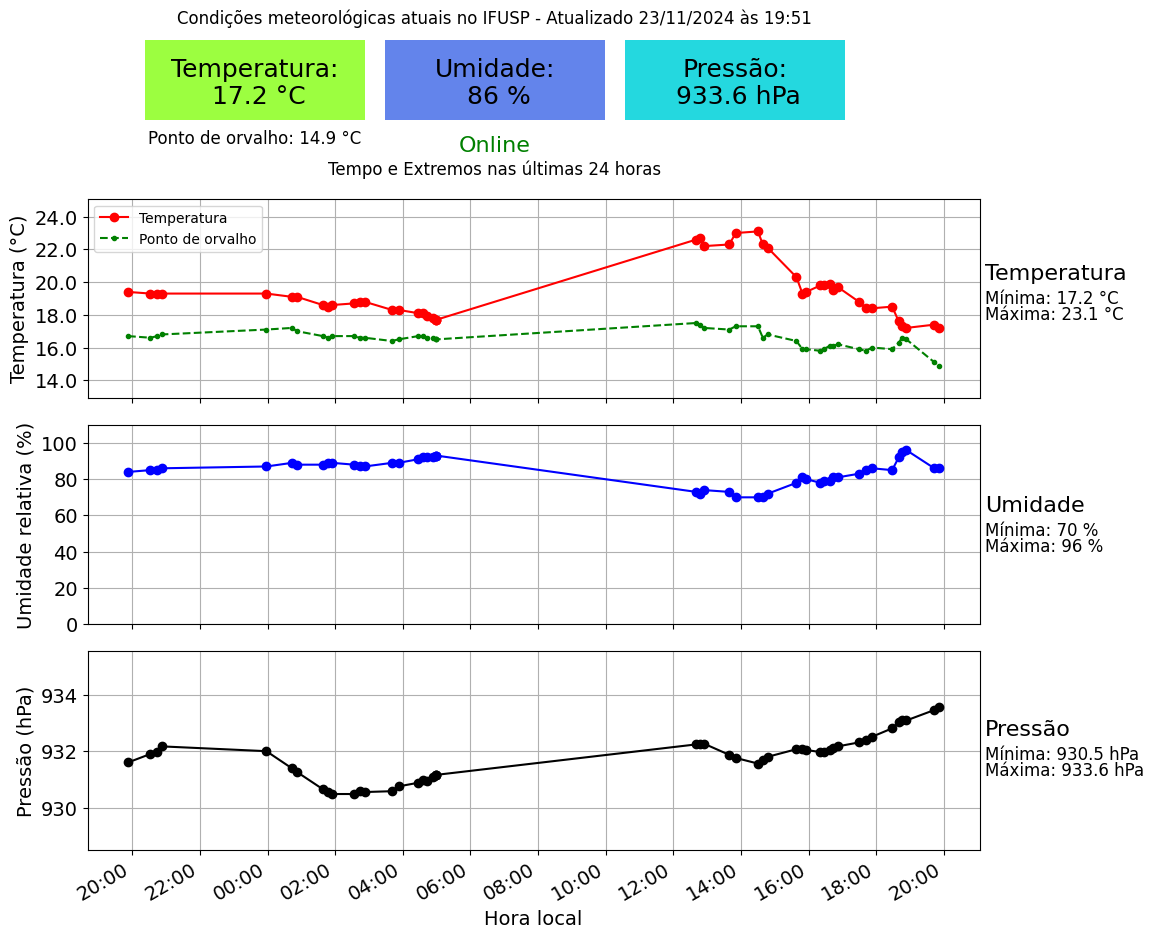 Condições meteorológicas atuais no IFUSP - Atualizado 23/11/2024 às 19:51
Temperatura:
17.2 °C
Umidade:
86 %
Pressão:
933.6 hPa
Ponto de orvalho: 14.9 °C
Online
Tempo e Extremos nas últimas 24 horas
Temperatura (°C)
24.0
22.0
20.0
18.0
16.0
14.0
Temperatura
Ponto de orvalho
Temperatura
Mínima: 17.2 °C
Máxima: 23.1 °C
Umidade relativa (%)
100
80
60
40
20
0
Umidade
Mínima: 70 %
Máxima: 96 %
Pressão (hPa)
934
932
930
Pressão
Mínima: 930.5 hPa
Máxima: 933.6 hPa
20:00 22:00 00:00 02:00 04:00 06:00 08:00 10:00 12:00 14:00 16:00 18:00 20:00
Hora local